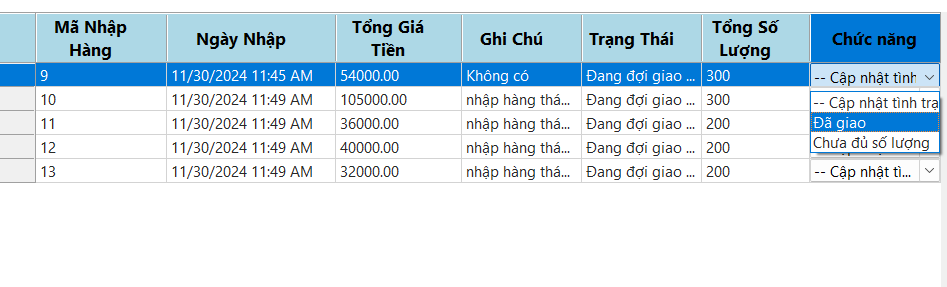 Mã Nhập Hàng Ngày Nhập Tổng Giá Tiền Ghi Chú Trạng Thái Tổng Số Lượng Chức năng
9 11/30/2024 11:45 AM 54000.00 Không có Đang đợi giao ... 300 -- Cập nhật tình
10 11/30/2024 11:49 AM 105000.00 nhập hàng thá... Đang đợi giao ... 300 -- Cập nhật tình trạ
11 11/30/2024 11:49 AM 36000.00 nhập hàng thá... Đang đợi giao ... 200 Đã giao
12 11/30/2024 11:49 AM 40000.00 nhập hàng thá... Đang đợi giao ... 200 Chưa đủ số lượng
13 11/30/2024 11:49 AM 32000.00 nhập hàng thá... Đang đợi giao ... 200 -- Cập nhật tì...